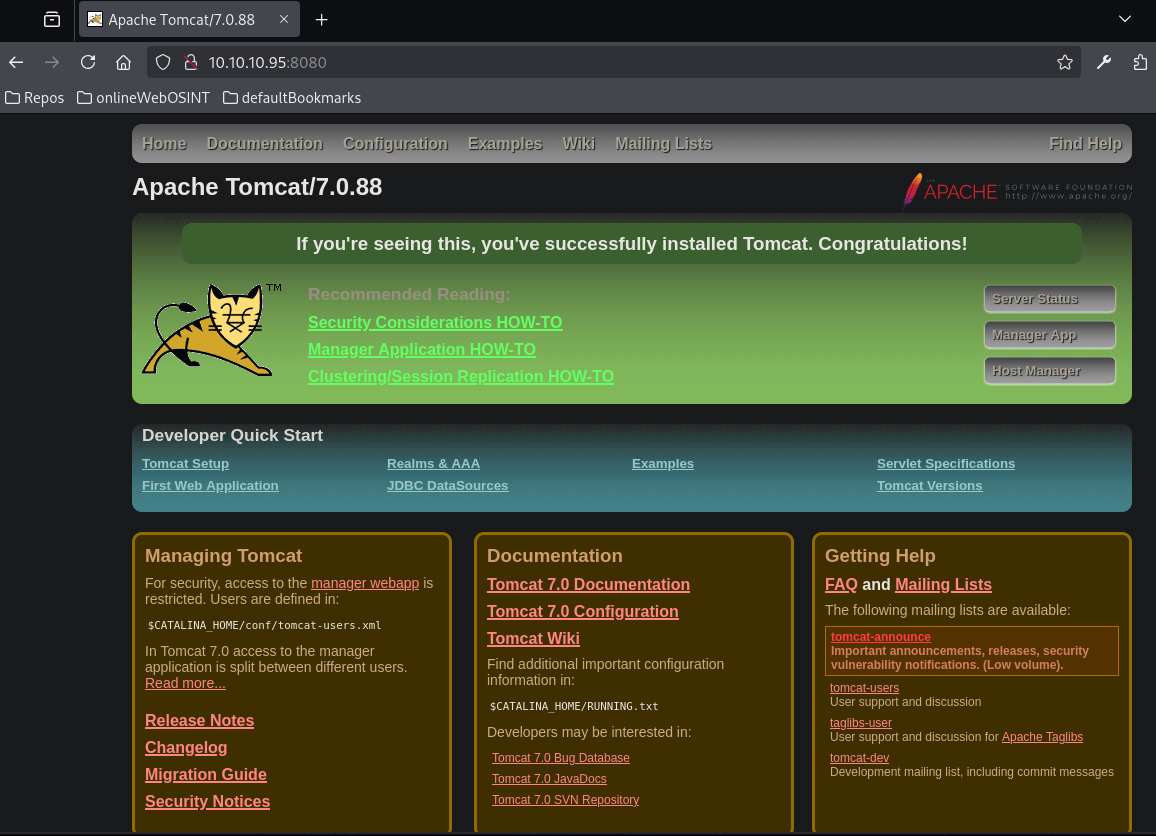 Apache Tomcat/7.0.88
10.10.10.95:8080
Repos onlineWebOSINT defaultBookmarks
Home Documentation Configuration Examples Wiki Mailing Lists Find Help
Apache Tomcat/7.0.88
THE APACHE SOFTWARE FOUNDATION
http://www.apache.org/
If you're seeing this, you've successfully installed Tomcat. Congratulations!
TM
Recommended Reading:
Security Considerations HOW-TO
Manager Application HOW-TO
Clustering/Session Replication HOW-TO
Server Status
Manager App
Host Manager
Developer Quick Start
Tomcat Setup
First Web Application
Realms & AAA
JDBC DataSources
Examples
Servlet Specifications
Tomcat Versions
Managing Tomcat
For security, access to the manager webapp is
restricted. Users are defined in:
$CATALINA_HOME/conf/tomcat-users.xml
In Tomcat 7.0 access to the manager
application is split between different users.
Read more...
Release Notes
Changelog
Migration Guide
Security Notices
Documentation
Tomcat 7.0 Documentation
Tomcat 7.0 Configuration
Tomcat Wiki
Find additional important configuration
information in:
$CATALINA_HOME/RUNNING.txt
Developers may be interested in:
Tomcat 7.0 Bug Database
Tomcat 7.0 JavaDocs
Tomcat 7.0 SVN Repository
Getting Help
FAQ and Mailing Lists
The following mailing lists are available:
tomcat-announce
Important announcements, releases, security
vulnerability notifications. (Low volume).
tomcat-users
User support and discussion
taglibs-user
User support and discussion for Apache Taglibs
tomcat-dev
Development mailing list, including commit messages